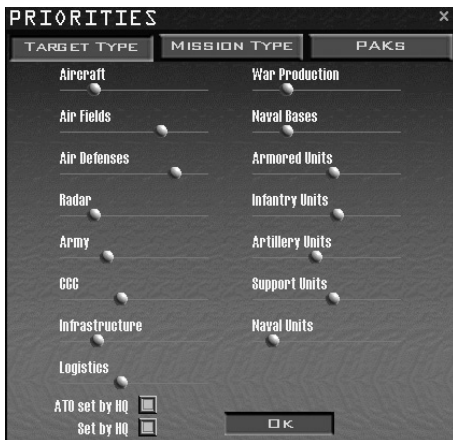 PRIORITIES x
TARGET TYPE MISSION TYPE PAKs
Aircraft War Production
Air Fields Naval Bases
Air Defenses Armored Units
Radar Infantry Units
Army Artillery Units
CCC Support Units
Infrastructure Naval Units
Logistics
ATO set by HQ
Set by HQ OK